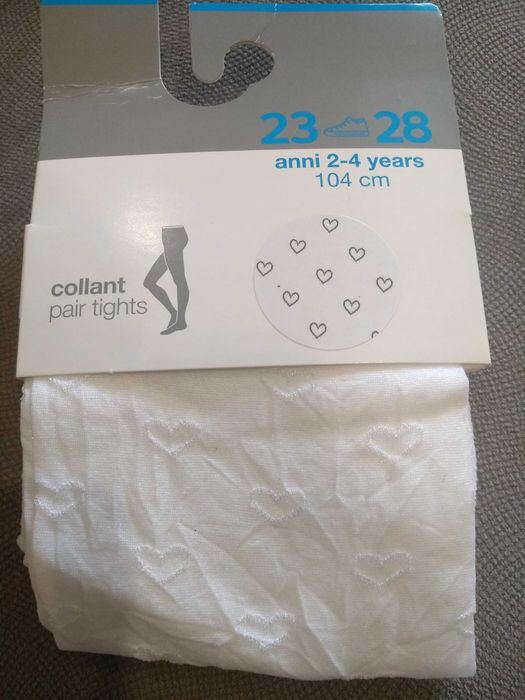 23 28
anni 2-4 years
104 cm
collant
pair tights